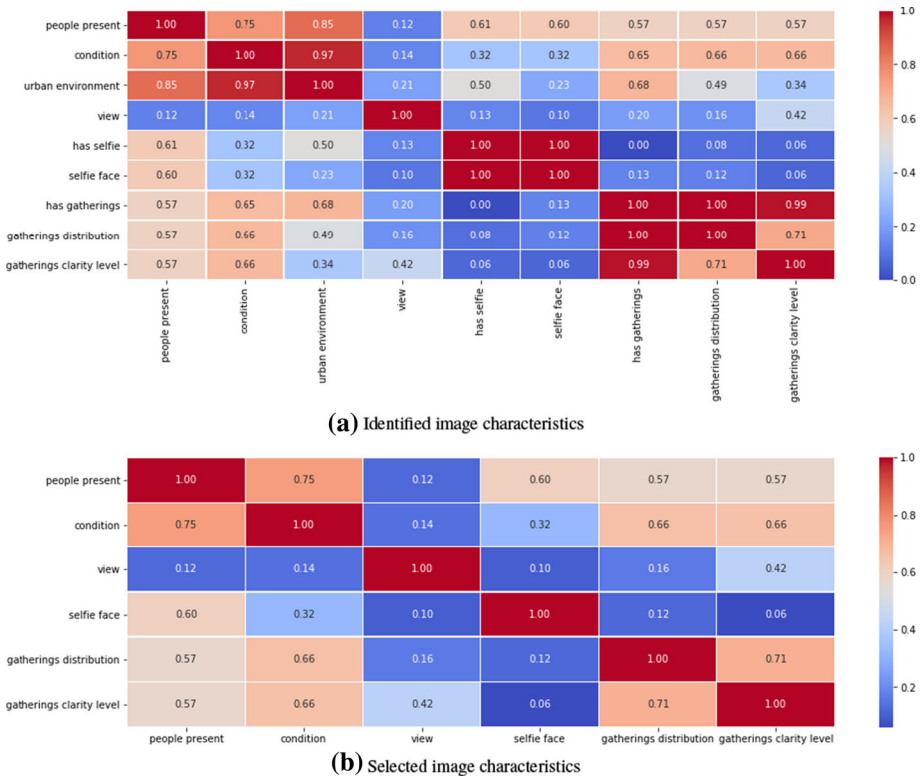 people present 1.00 0.75 0.85 0.12 0.61 0.60 0.57 0.57 0.57 1.0
condition 0.75 1.00 0.97 0.14 0.32 0.32 0.65 0.66 0.66
0.8
urban environment 0.85 0.97 1.00 0.21 0.50 0.23 0.68 0.49 0.34
view 0.12 0.14 0.21 1.00 0.13 0.10 0.20 0.16 0.42
0.6
has selfie 0.61 0.32 0.50 0.13 1.00 1.00 0.00 0.08 0.06
0.4
selfie face 0.60 0.32 0.23 0.10 1.00 1.00 0.13 0.12 0.06
has gatherings 0.57 0.65 0.68 0.20 0.00 0.13 1.00 1.00 0.99
0.2
gatherings distribution 0.57 0.66 0.49 0.16 0.08 0.12 1.00 1.00 0.71
gatherings clarity level 0.57 0.66 0.34 0.42 0.06 0.06 0.99 0.71 1.00
0.0
people present
condition
urban environment
view
has selfie
selfie face
has gatherings
gatherings distribution
gatherings clarity level
(a) Identified image characteristics
1.0
people present 1.00 0.75 0.12 0.60 0.57 0.57
condition 0.75 1.00 0.14 0.32 0.66 0.66
0.8
view 0.12 0.14 1.00 0.10 0.16 0.42
0.6
selfie face 0.60 0.32 0.10 1.00 0.12 0.06
0.4
gatherings distribution 0.57 0.66 0.16 0.12 1.00 0.71
0.2
gatherings clarity level 0.57 0.66 0.42 0.06 0.71 1.00
people present condition view selfie face gatherings distribution gatherings clarity level
(b) Selected image characteristics